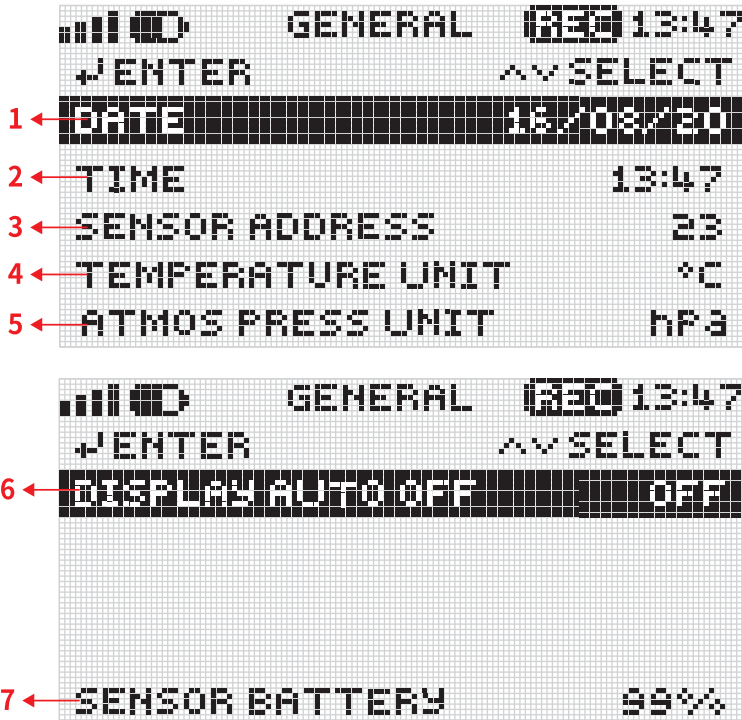 GENERAL REC 13:47
ENTER SELECT
1 DATE 18/08/20
2 TIME 13:47
3 SENSOR ADDRESS 23
4 TEMPERATURE UNIT °C
5 ATMOS PRESS UNIT hPa
GENERAL REC 13:47
ENTER SELECT
6 DISPLAY AUTO OFF OFF
7 SENSOR BATTERY 99%